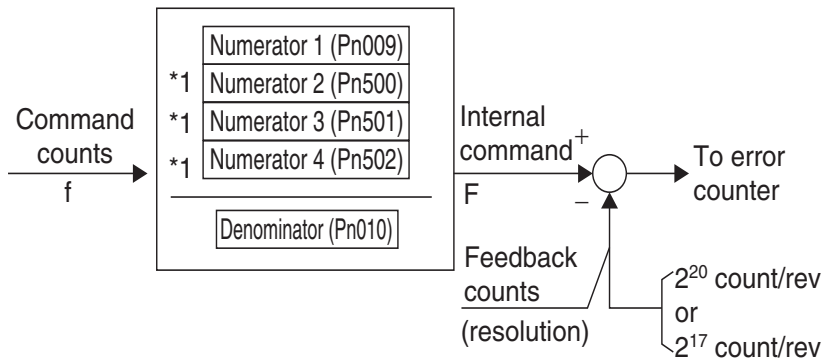 Numerator 1 (Pn009)
*1 Numerator 2 (Pn500)
*1 Numerator 3 (Pn501)
*1 Numerator 4 (Pn502)
Denominator (Pn010)
Command
counts
f
Internal
command
F
+
−
To error
counter
Feedback
counts
(resolution)
2²⁰ count/rev
or
2¹⁷ count/rev